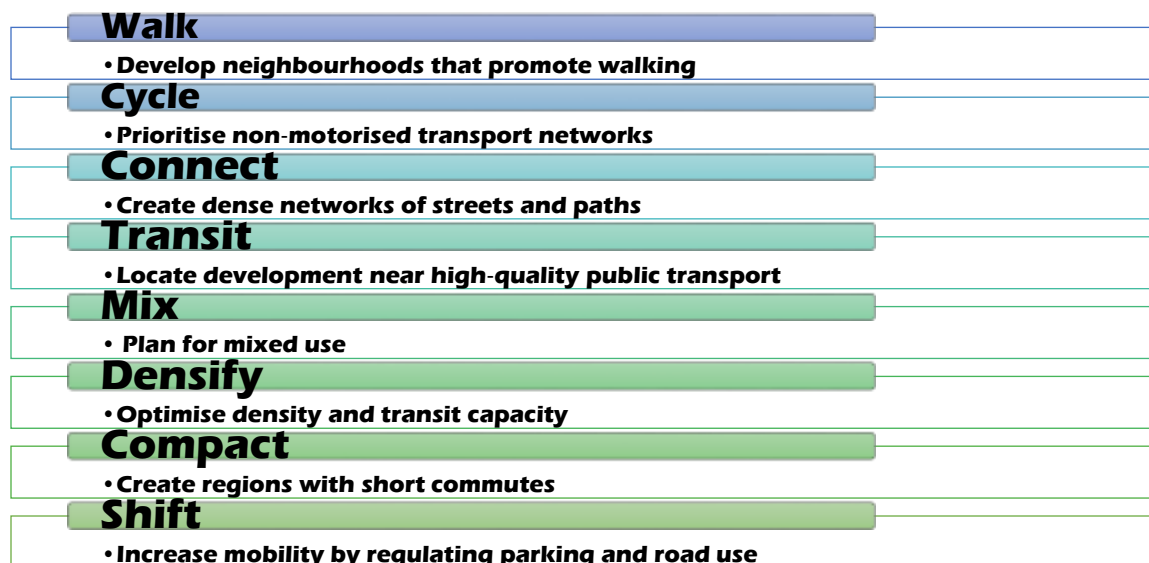 Walk
•Develop neighbourhoods that promote walking
Cycle
•Prioritise non-motorised transport networks
Connect
•Create dense networks of streets and paths
Transit
•Locate development near high-quality public transport
Mix
• Plan for mixed use
Densify
•Optimise density and transit capacity
Compact
•Create regions with short commutes
Shift
•Increase mobility by regulating parking and road use